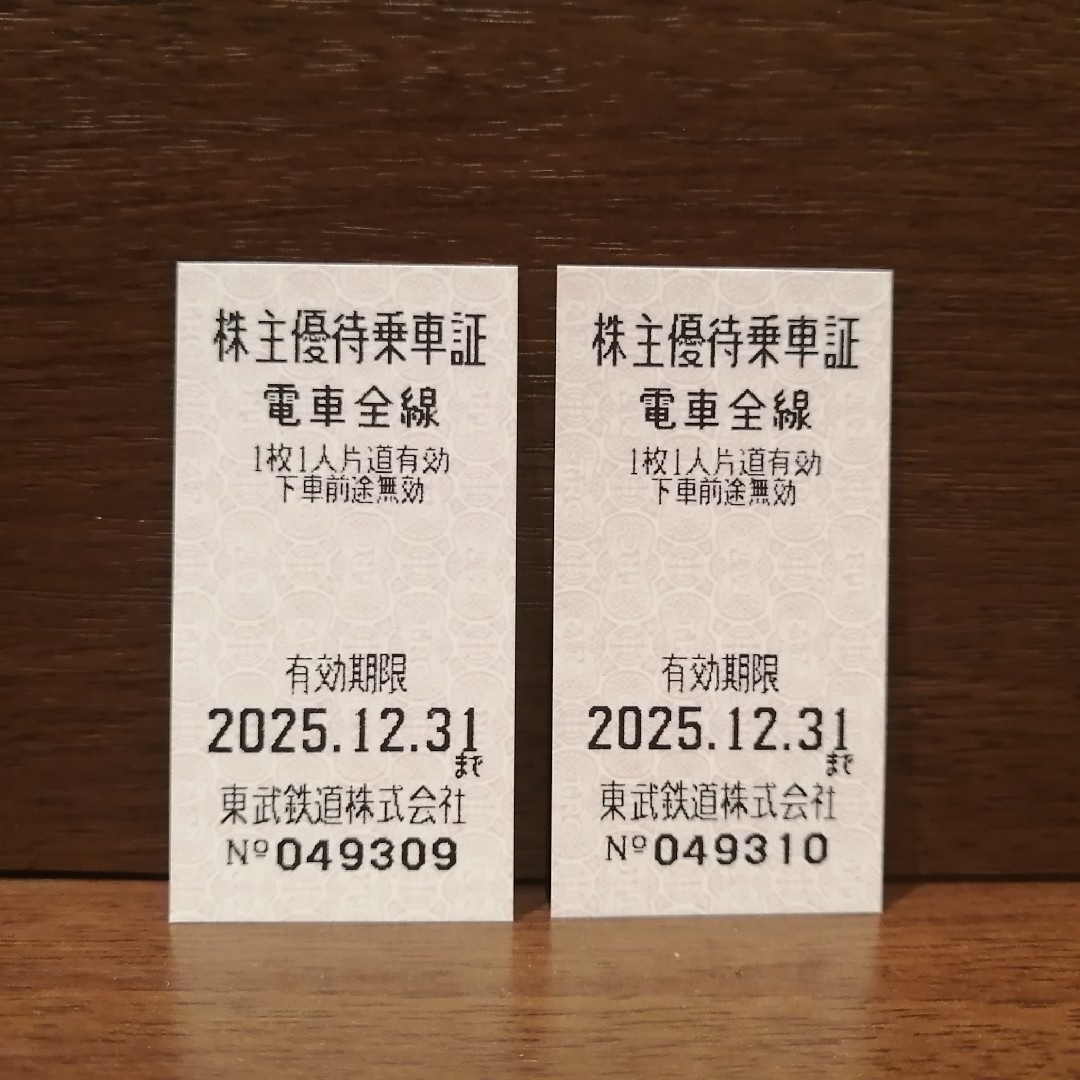 株主優待乗車証
電車全線
1枚1人片道有効
下車前途無効
有効期限
2025.12.31
まで
東武鉄道株式会社
Nº049309
株主優待乗車証
電車全線
1枚1人片道有効
下車前途無効
有効期限
2025.12.31
まで
東武鉄道株式会社
Nº049310